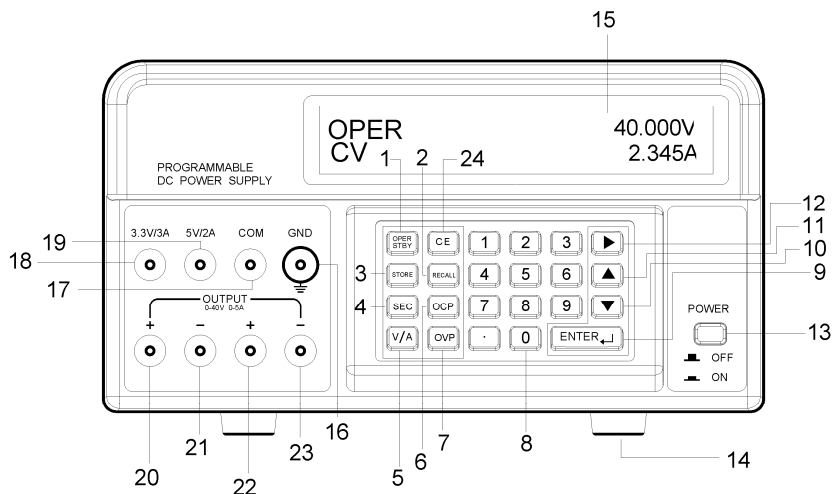 15
OPER 40.000V
CV 2.345A
1 2 24
PROGRAMMABLE
DC POWER SUPPLY
12
11
10
9
19
18
17
3.3V/3A 5V/2A COM GND
OPER
STBY
CE 1 2 3
3 STORE RECALL 4 5 6
4 SEC OCP 7 8 9
V/A OVP . 0 ENTER
OUTPUT
0-40V 0-5A
+ − + −
POWER
13
OFF
ON
20 21 22 23 16
5 6 7 8
14